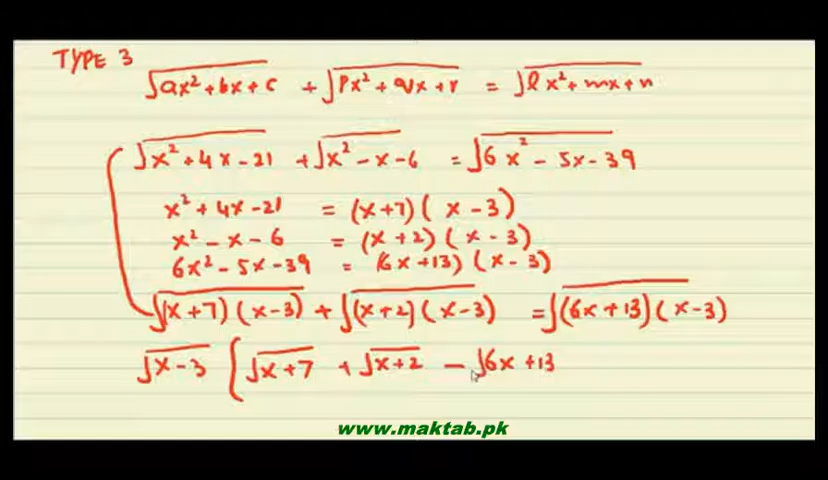 TYPE 3
√ax²+bx+c + √Px²+qx+r = √lx²+mx+n
√x²+4x-21 + √x²-x-6 = √6x²-5x-39
x²+4x-21 = (x+7)(x-3)
x²-x-6 = (x+2)(x-3)
6x²-5x-39 = (6x+13)(x-3)
√(x+7)(x-3) + √(x+2)(x-3) = √(6x+13)(x-3)
√x-3 [√x+7 + √x+2 - √6x+13
www.maktab.pk